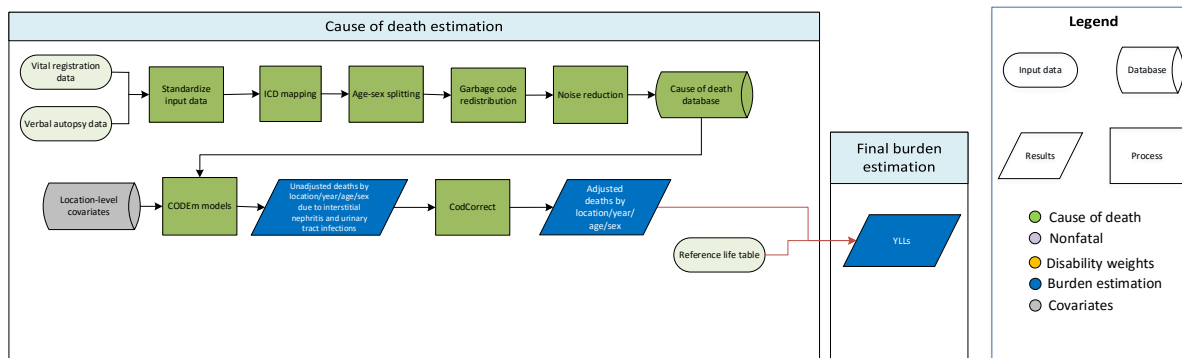 Cause of death estimation
Vital registration
data
Verbal autopsy data
Standardize
input data
ICD mapping
Age-sex splitting
Garbage code
redistribution
Noise reduction
Cause of death
database
Location-level
covariates
CODEm models
Unadjusted deaths by
location/year/age/sex
due to interstitial
nephritis and urinary
tract infections
CodCorrect
Adjusted
deaths by
location/year/
age/sex
Reference life table
Final burden
estimation
YLLs
Legend
Input data
Database
Results
Process
Cause of death
Nonfatal
Disability weights
Burden estimation
Covariates